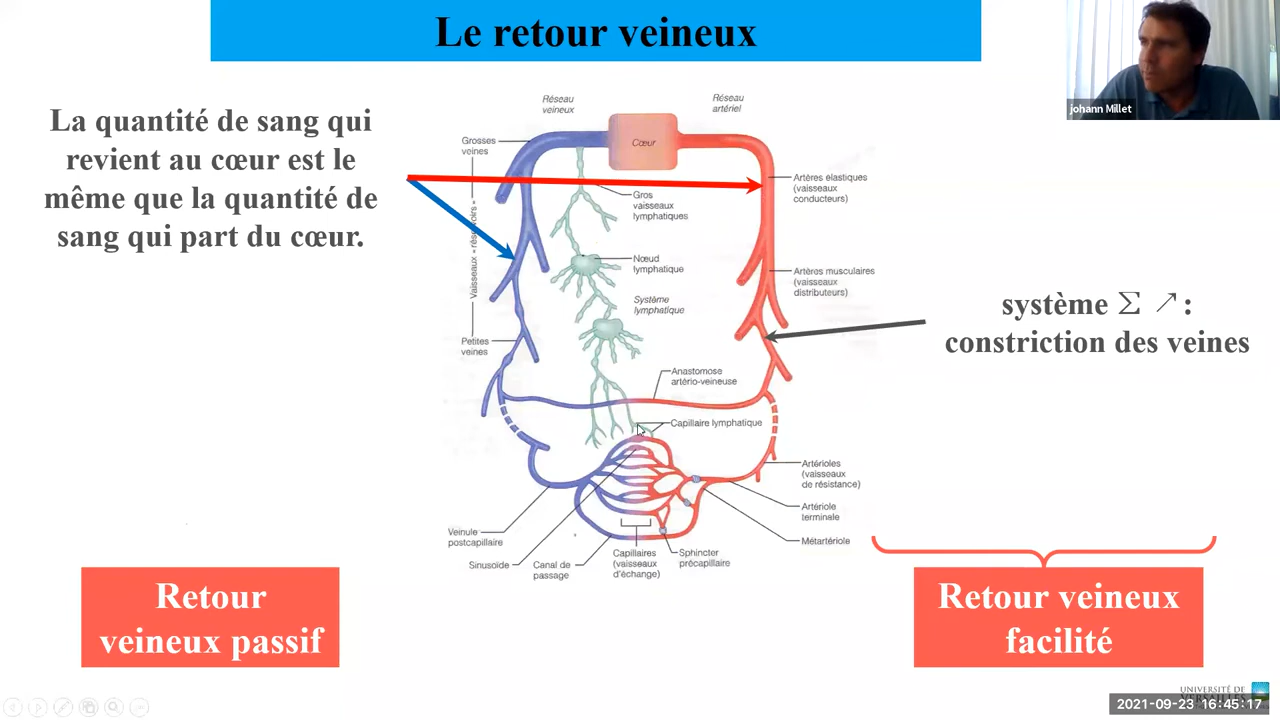 Le retour veineux
johann Millet
La quantité de sang qui
revient au cœur est le
même que la quantité de
sang qui part du cœur.
Réseau
veineux
Réseau
artériel
Cœur
Grosses
veines
Vaisseaux « réservoirs »
Petites
veines
Gros
vaisseaux
lymphatiques
Nœud
lymphatique
Système
lymphatique
Artères élastiques
(vaisseaux
conducteurs)
Artères musculaires
(vaisseaux
distributeurs)
Anastomose
artério-veineuse
Capillaire lymphatique
Artérioles
(vaisseaux
de résistance)
Artériole
terminale
Métartériole
Veinule
postcapillaire
Sinusoïde
Canal de
passage
Capillaires
(vaisseaux
d'échange)
Sphincter
précapillaire
système Σ ↗ :
constriction des veines
Retour
veineux passif
Retour veineux
facilité
UNIVERSITÉ DE
2021-09-23 16:45:17